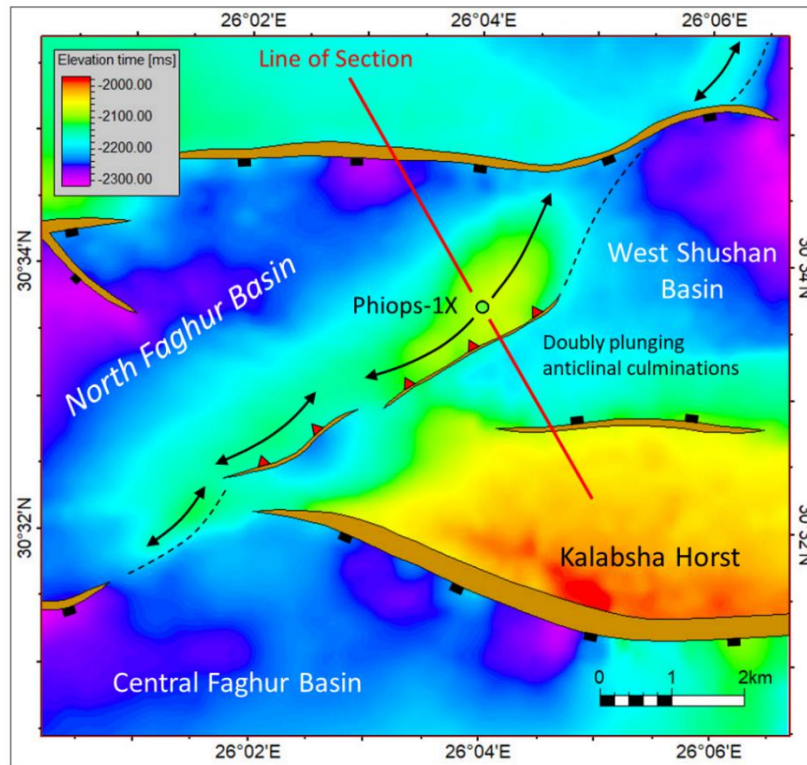 26°02'E
26°04'E
26°06'E
Elevation time [ms]
-2000.00
-2100.00
-2200.00
-2300.00
Line of Section
30°34'N
30°34'N
North Faghur Basin
Phiops-1X
West Shushan
Basin
Doubly plunging
anticlinal culminations
30°32'N
30°32'N
Kalabsha Horst
Central Faghur Basin
0
1
2km
26°02'E
26°04'E
26°06'E